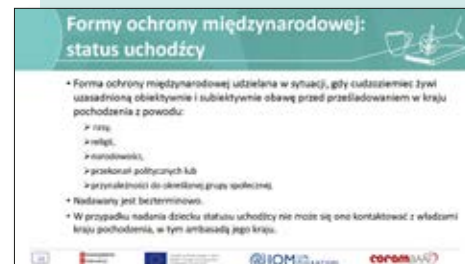 Formy ochrony międzynarodowej:
status uchodźcy
• Forma ochrony międzynarodowej udzielana w sytuacji, gdy cudzoziemiec żywi
uzasadnioną obiektywnie i subiektywnie obawę przed prześladowaniem w kraju
pochodzenia z powodu:
➢ rasy,
➢ religii,
➢ narodowości,
➢ przekonań politycznych lub
➢ przynależności do określonej grupy społecznej.
• Nadawany jest bezterminowo.
• W przypadku nadania dziecku statusu uchodźcy nie może się ono kontaktować z władzami
kraju pochodzenia, w tym ambasadą jego kraju.
IOM
coram